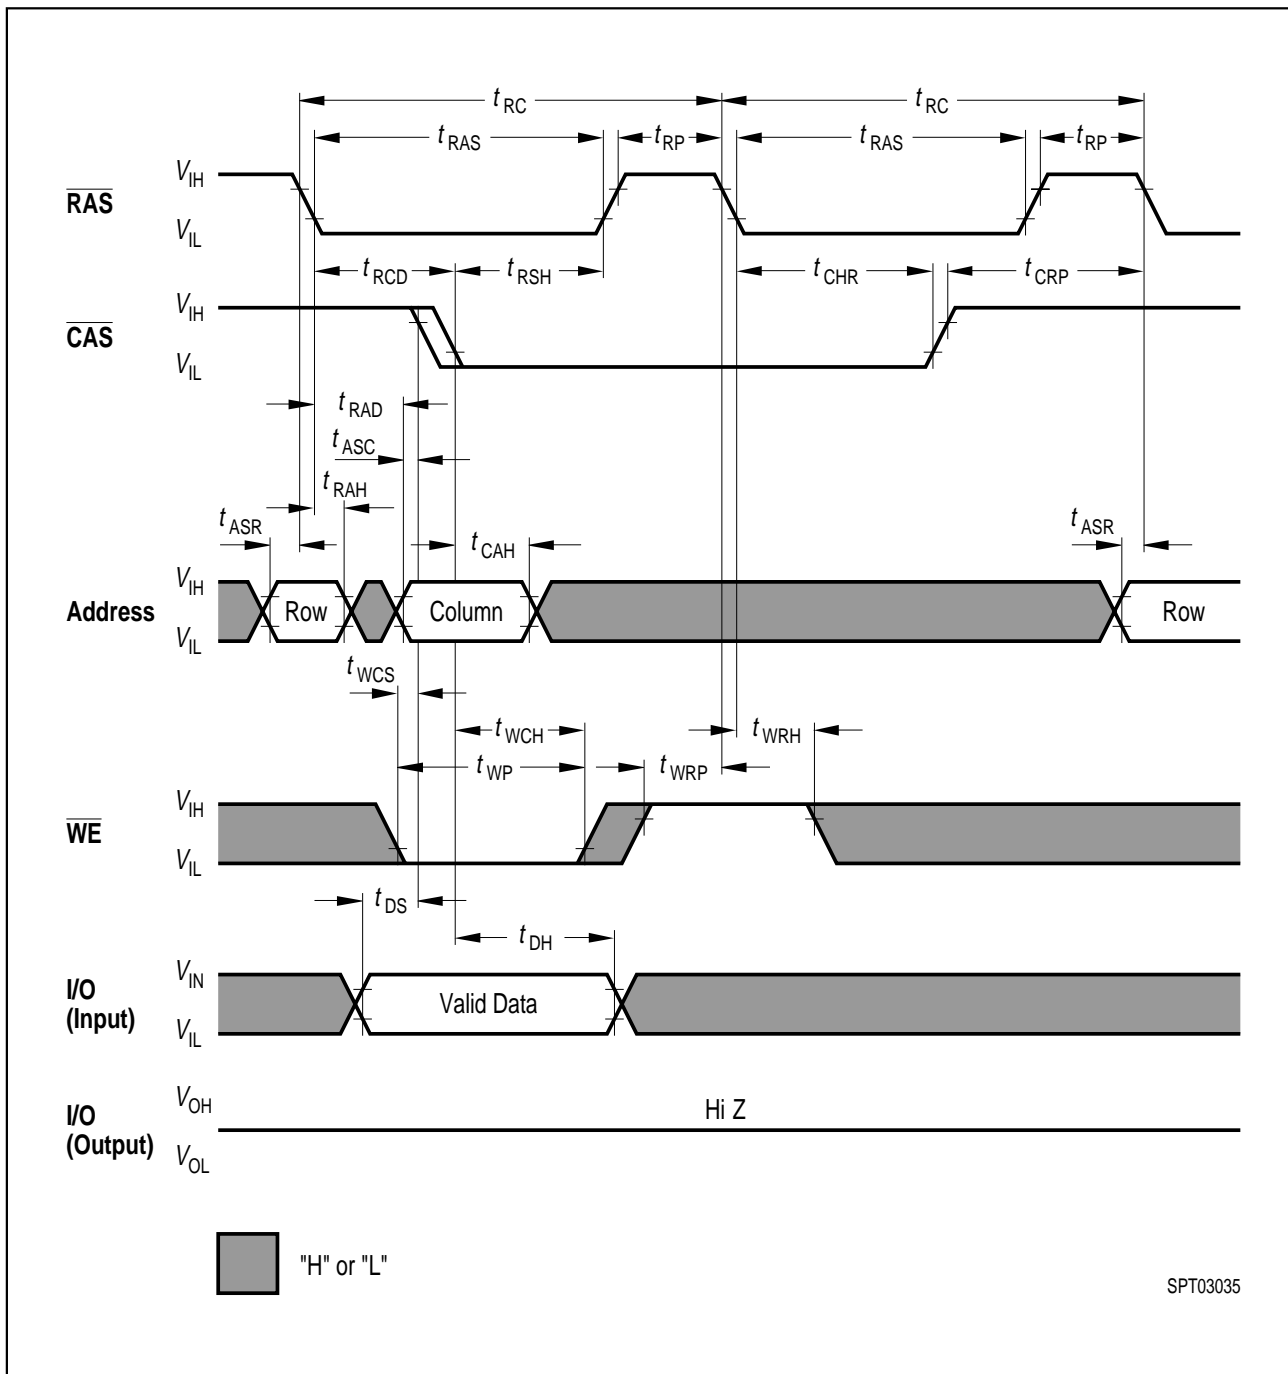 tRC tRC
tRAS tRP tRAS tRP
RAS VIH
VIL
tRCD tRSH tCHR tCRP
CAS VIH
VIL
tRAD
tASC
tRAH
tASR tCAH tASR
Address VIH
Row Column Row
VIL
tWCS
tWCH tWRH
tWP tWRP
WE VIH
VIL
tDS
tDH
I/O (Input) VIN
Valid Data
VIL
I/O (Output) VOH
Hi Z
VOL
"H" or "L"
SPT03035